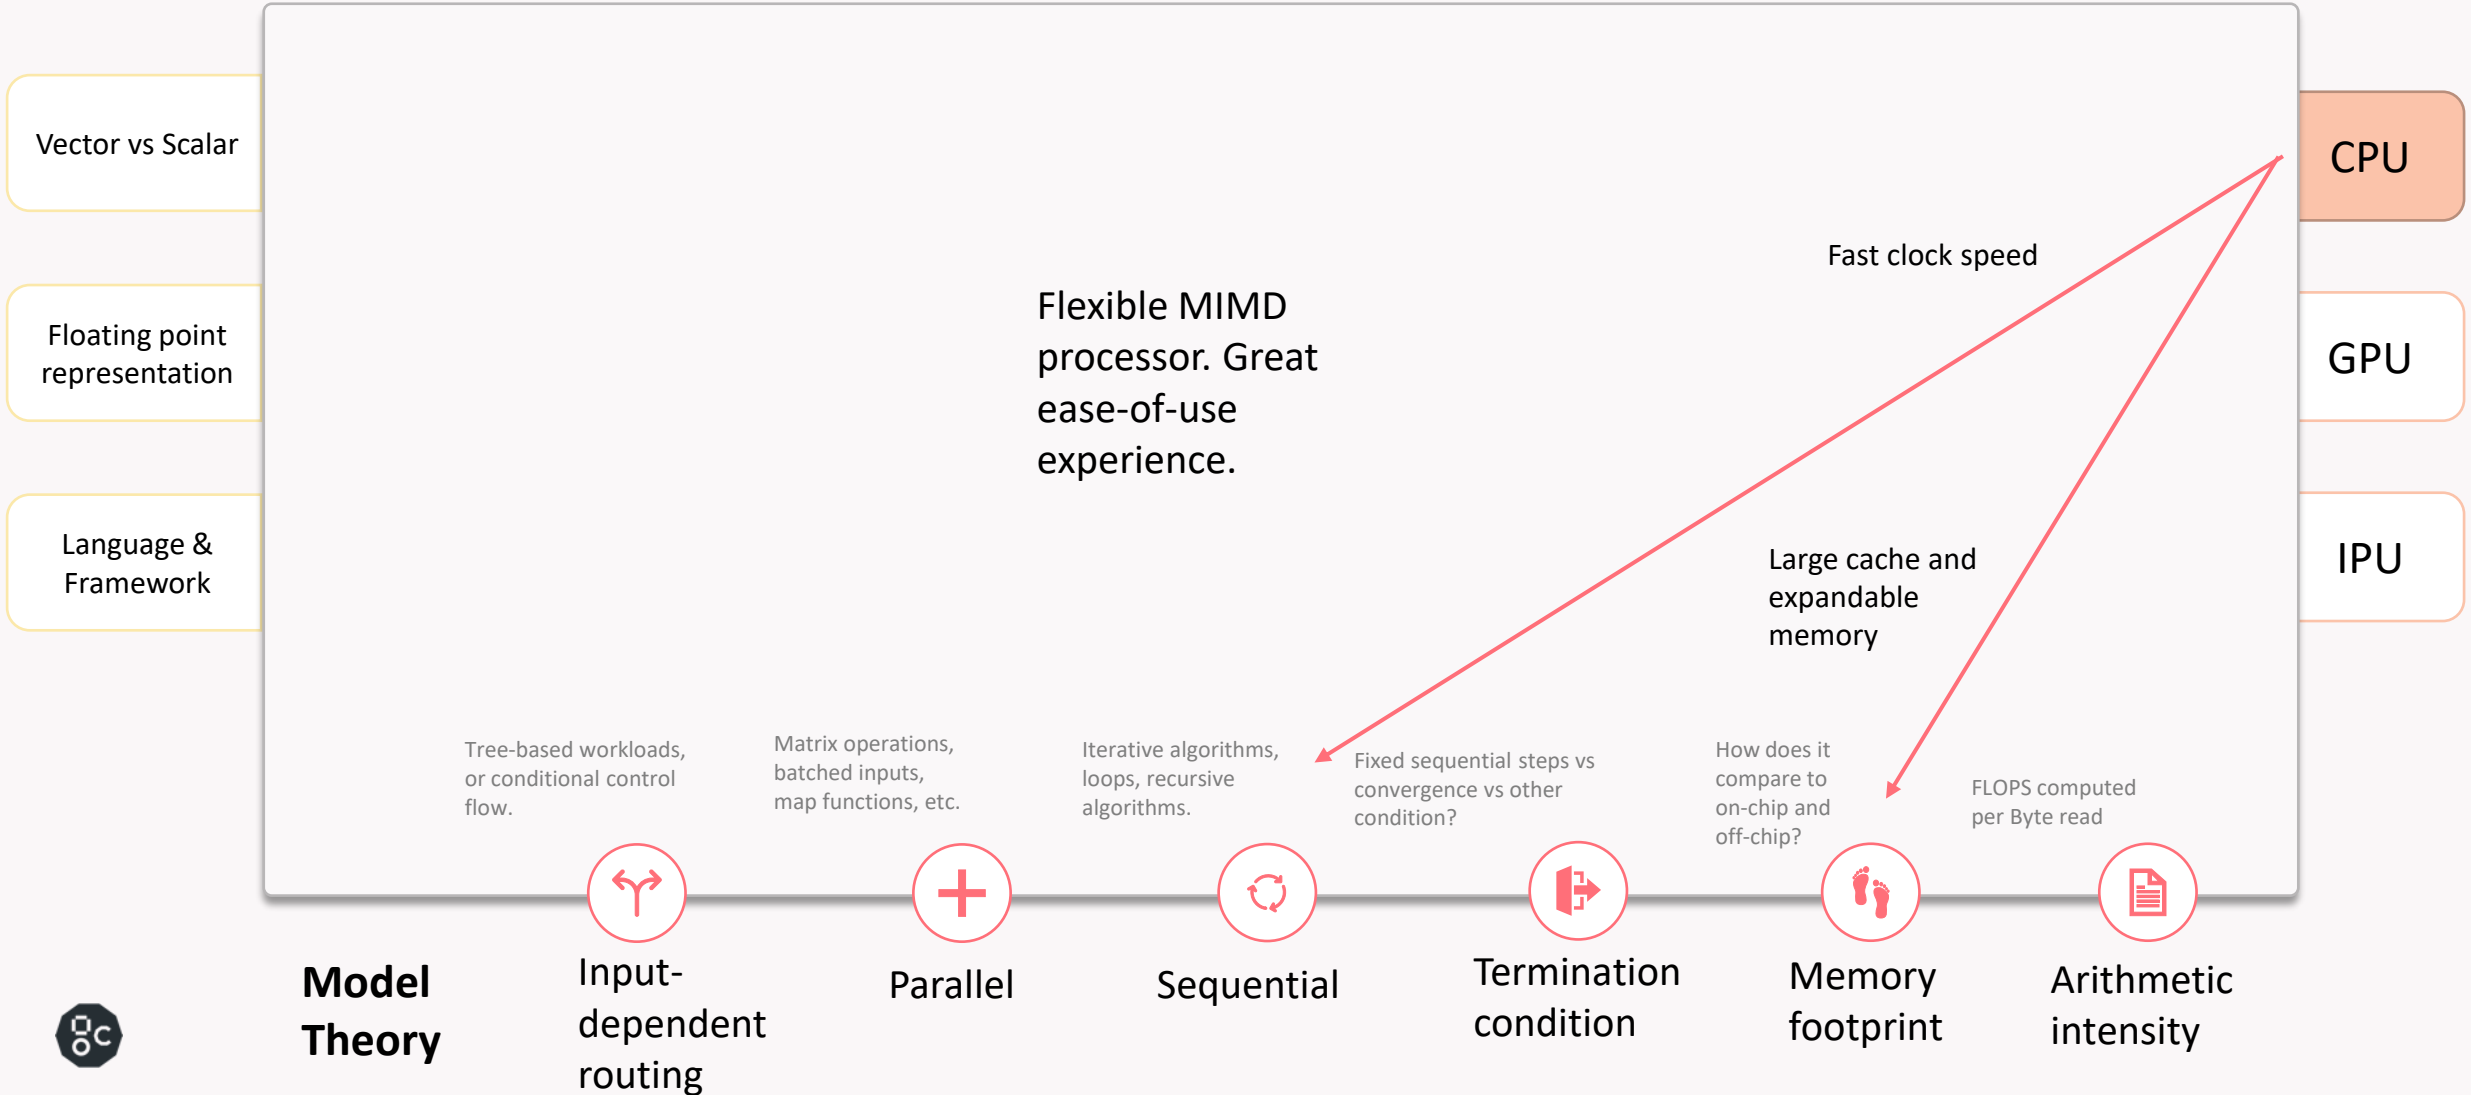 Vector vs Scalar
Floating point
representation
Language &
Framework
CPU
GPU
IPU
Fast clock speed
Flexible MIMD
processor. Great
ease-of-use
experience.
Large cache and
expandable
memory
Tree-based workloads,
or conditional control
flow.
Matrix operations,
batched inputs,
map functions, etc.
Iterative algorithms,
loops, recursive
algorithms.
Fixed sequential steps vs
convergence vs other
condition?
How does it
compare to
on-chip and
off-chip?
FLOPS computed
per Byte read
Model
Theory
Input-
dependent
routing
Parallel
Sequential
Termination
condition
Memory
footprint
Arithmetic
intensity
gc